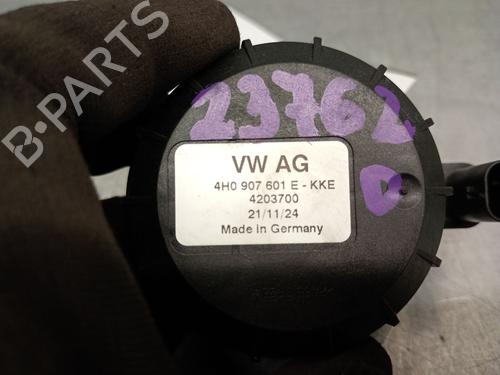 B-PARTS
23762
VW AG
4H0 907 601 E - KKE
4203700
21/11/24
Made in Germany